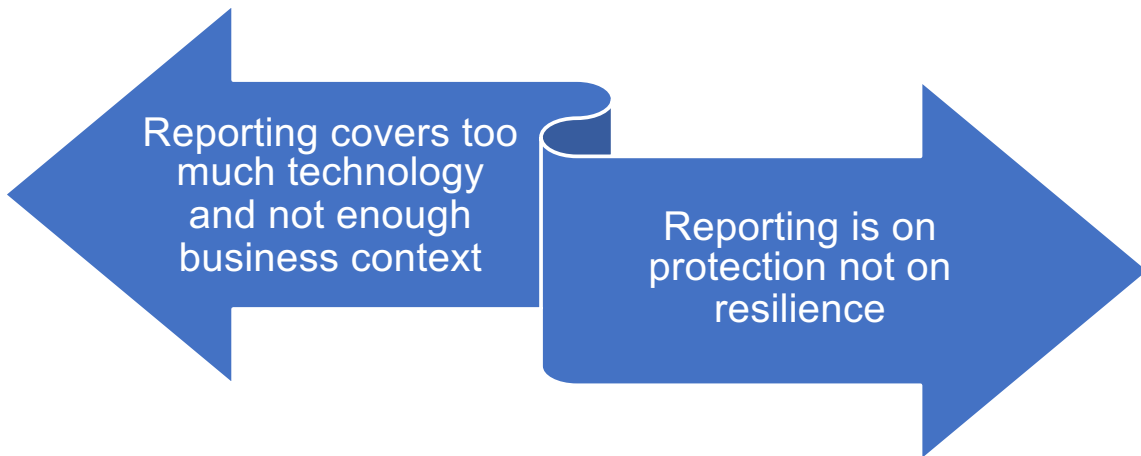 Reporting covers too
much technology
and not enough
business context
Reporting is on
protection not on
resilience